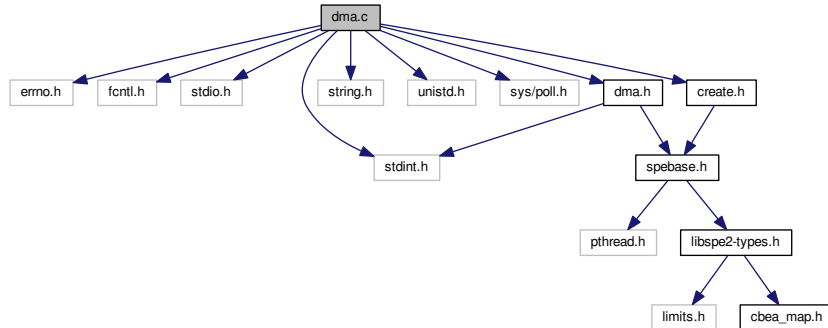 dma.c
errno.h
fcntl.h
stdio.h
string.h
unistd.h
sys/poll.h
dma.h
create.h
stdint.h
spebase.h
pthread.h
libspe2-types.h
limits.h
cbea_map.h